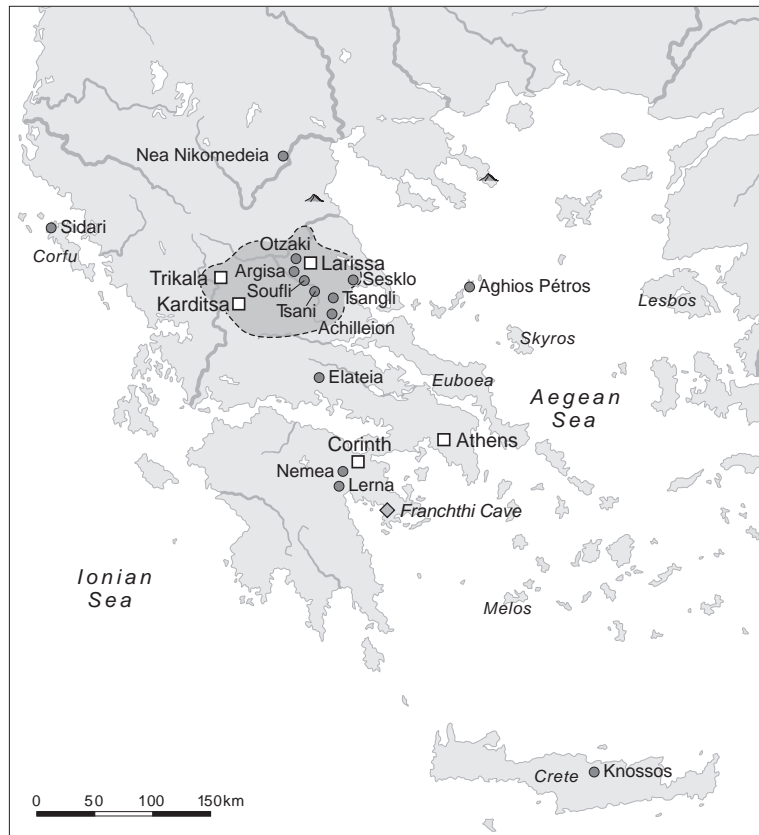 Nea Nikomedeia
Sidari
Corfu
Otzaki
Larissa
Trikala
Argisa
Sesklo
Soufli
Aghios Pétros
Karditsa
Tsani
Tsangli
Lesbos
Achilleion
Skyros
Elateia
Euboea
Aegean
Sea
Corinth
Athens
Nemea
Lerna
Franchthi Cave
Ionian
Sea
Melos
Crete
Knossos
0 50 100 150km